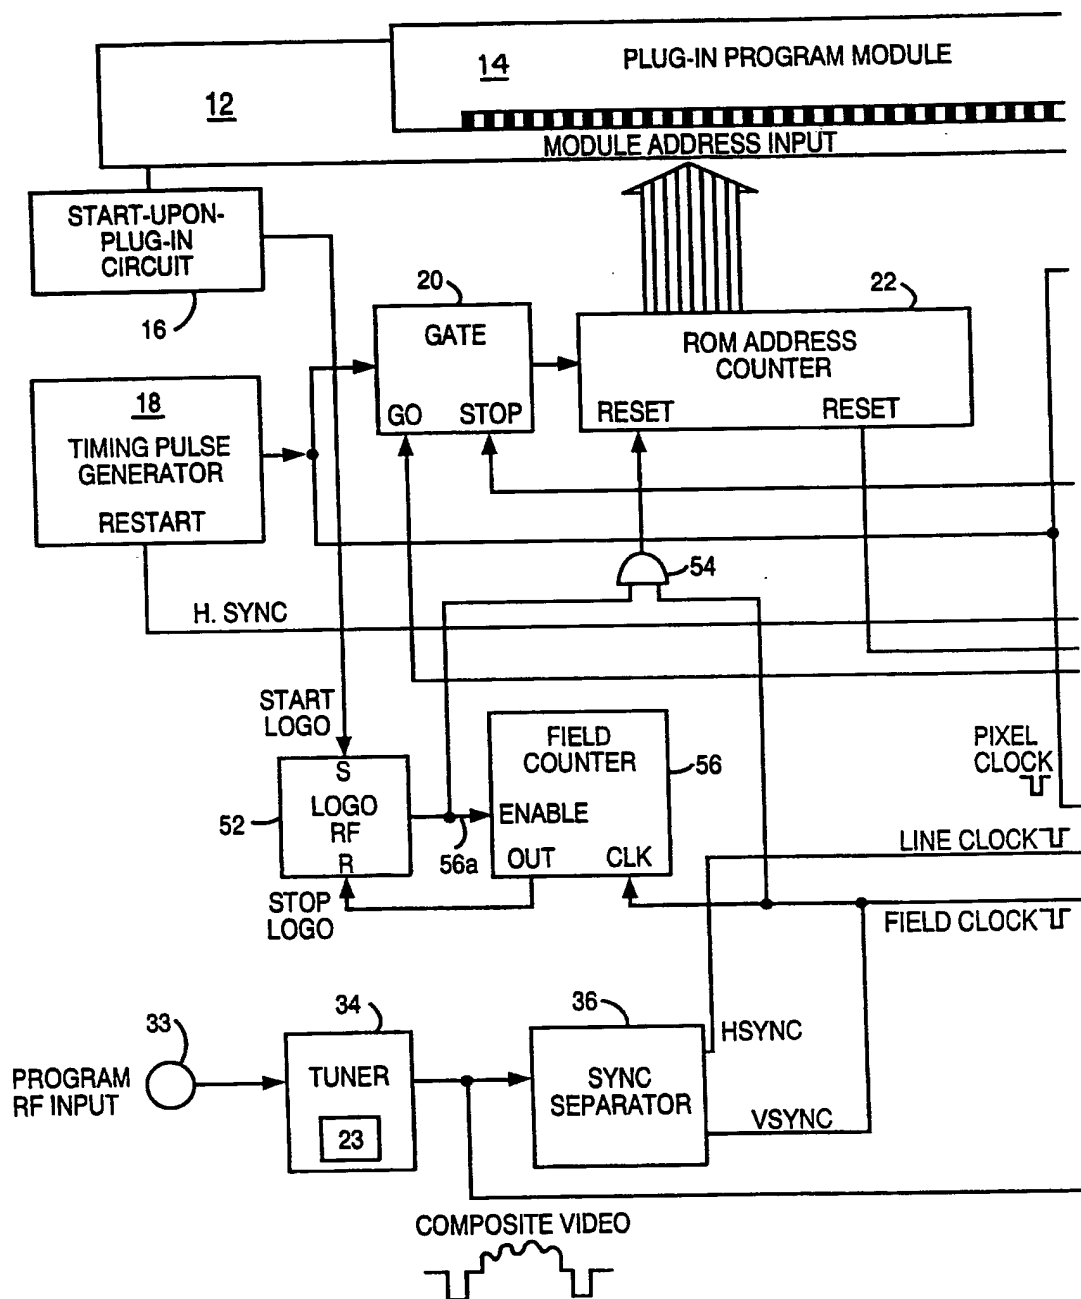 14
PLUG-IN PROGRAM MODULE
12
MODULE ADDRESS INPUT
START-UPON-
PLUG-IN
CIRCUIT
16
20
GATE
GO STOP
22
ROM ADDRESS
COUNTER
RESET RESET
18
TIMING PULSE
GENERATOR
RESTART
54
H. SYNC
START
LOGO
S
LOGO
RF
R
52
STOP
LOGO
FIELD
COUNTER
ENABLE
OUT CLK
56
56a
PIXEL
CLOCK
LINE CLOCK
FIELD CLOCK
33
PROGRAM
RF INPUT
34
TUNER
23
36
SYNC
SEPARATOR
HSYNC
VSYNC
COMPOSITE VIDEO